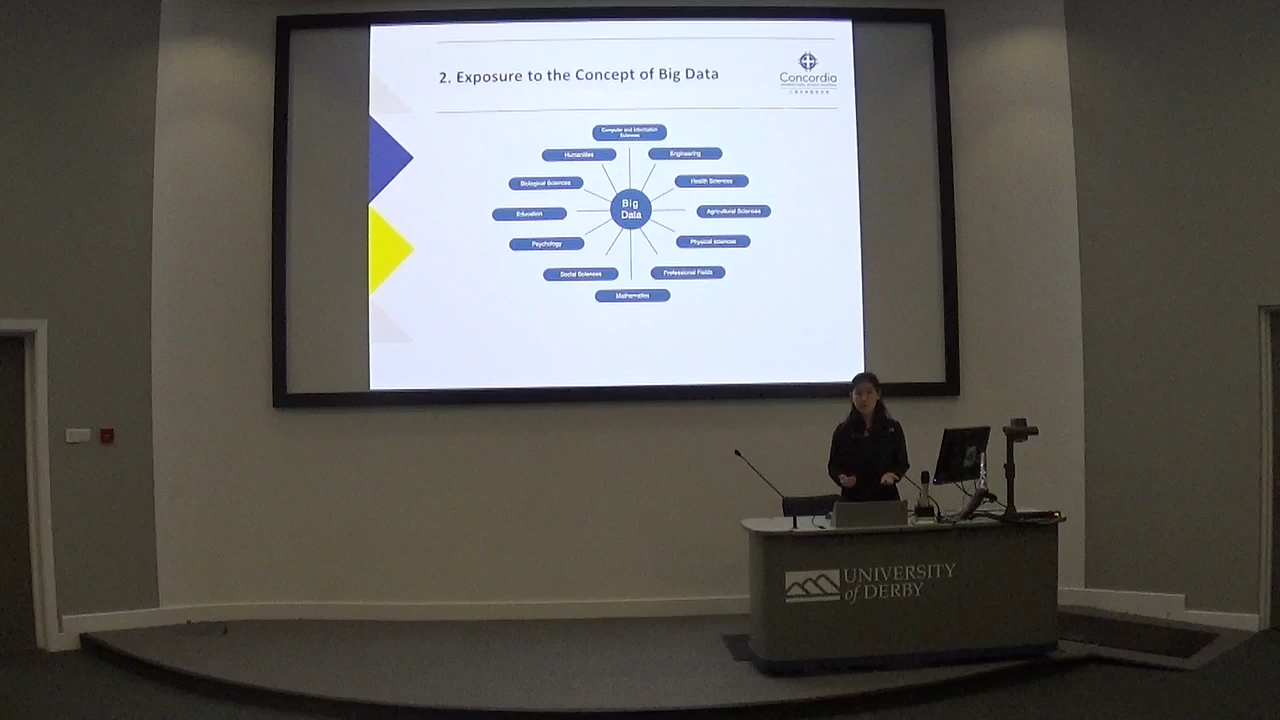 2. Exposure to the Concept of Big Data
Concordia
Computer and Information
Sciences
Humanities
Engineering
Biological Sciences
Health Sciences
Big
Data
Education
Agricultural Sciences
Psychology
Physical sciences
Social Sciences
Professional Fields
Mathematics
UNIVERSITY
of DERBY